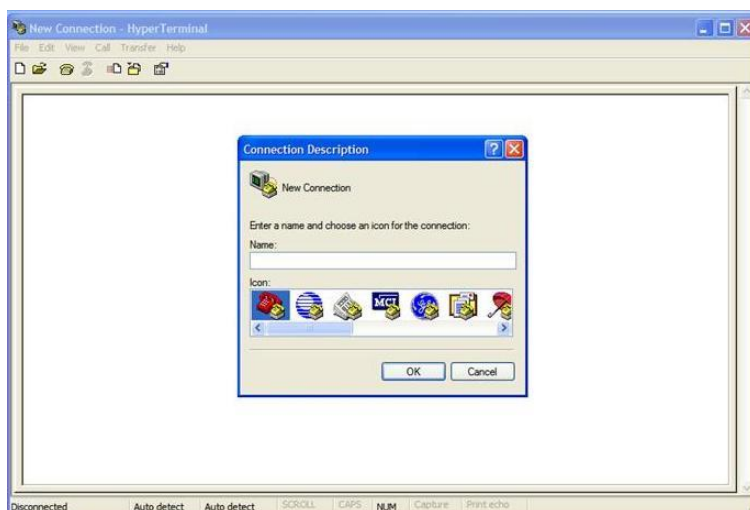 New Connection - HyperTerminal
File Edit View Call Transfer Help
Connection Description
New Connection
Enter a name and choose an icon for the connection:
Name:
Icon:
MCI
OK Cancel
Disconnected Auto detect Auto detect SCROLL CAPS NUM Capture Print echo